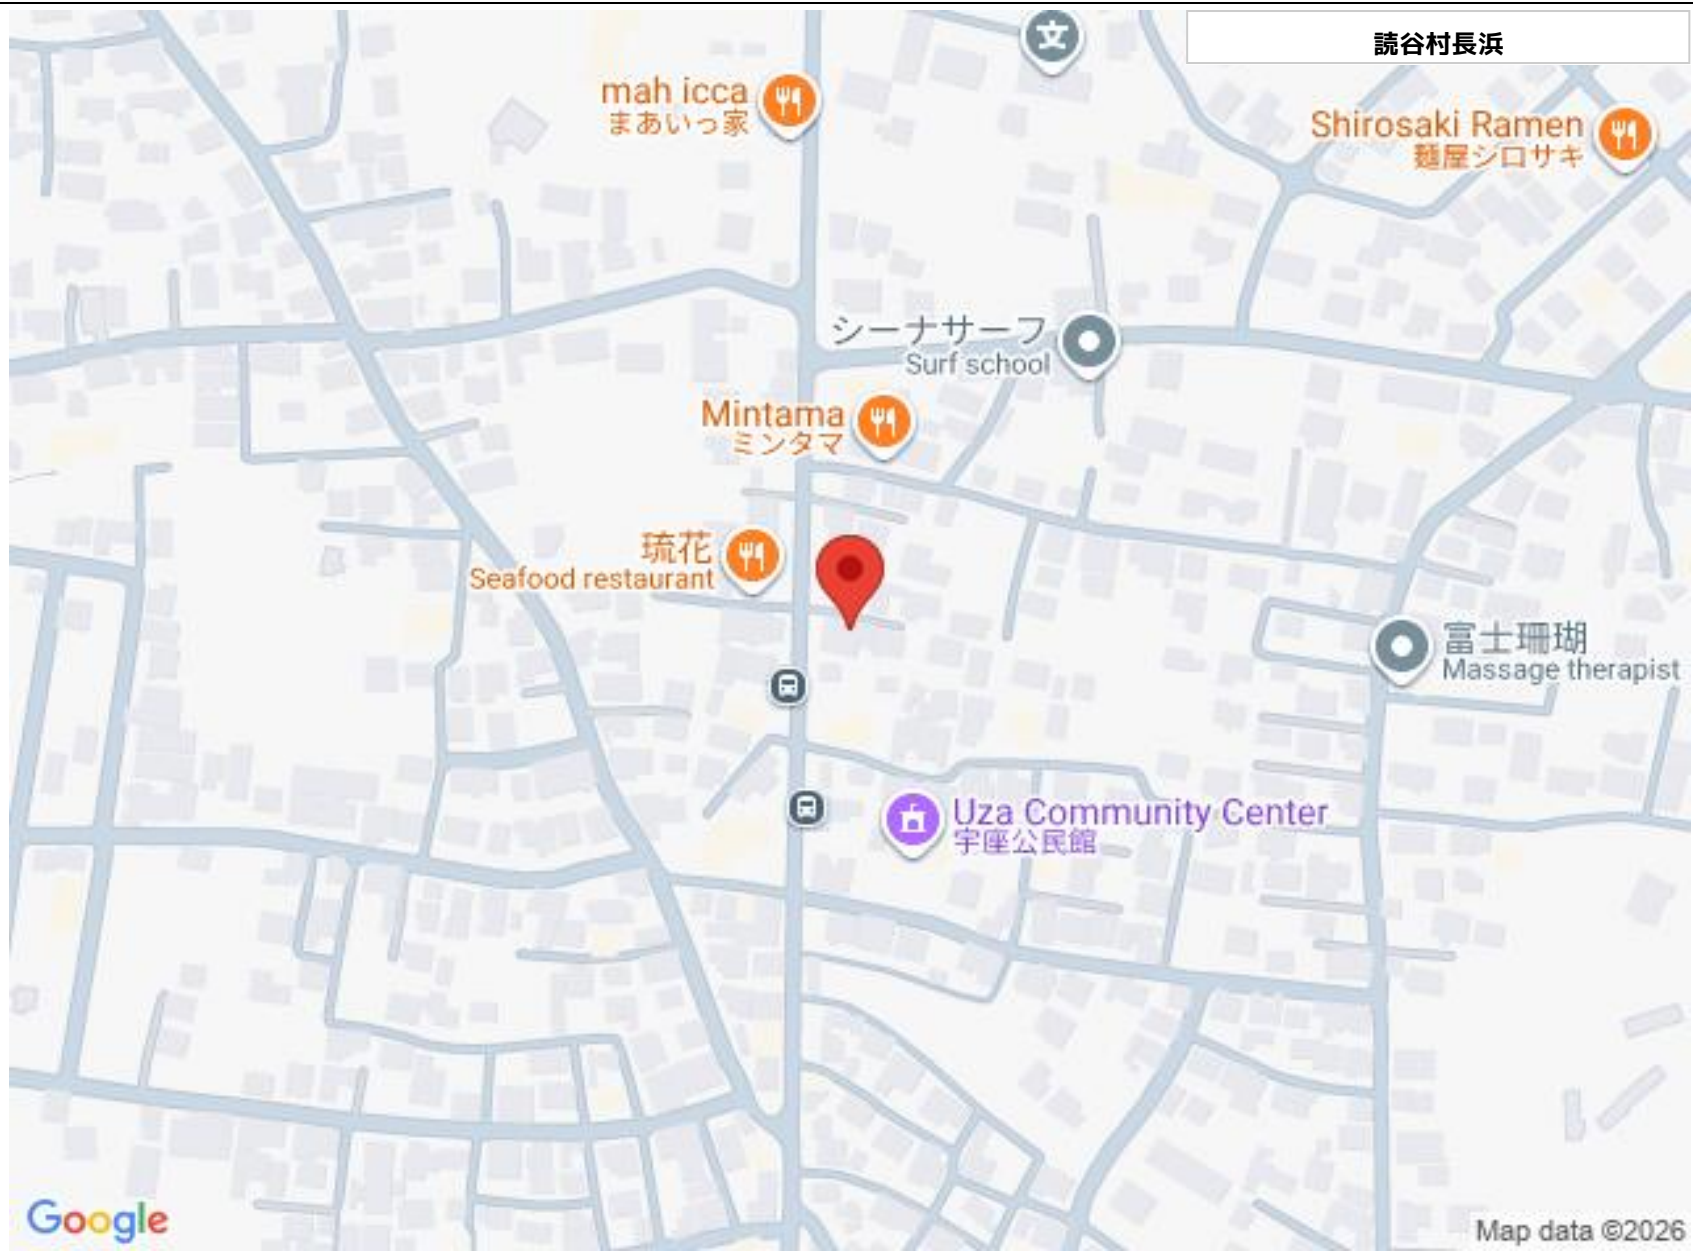 読谷村長浜
文
mah icca
まあいっ家
Shirosaki Ramen
麺屋シロサキ
シーナサーフ
Surf school
Mintama
ミンタマ
琉花
Seafood restaurant
富士珊瑚
Massage therapist
Uza Community Center
宇座公民館
Google
Map data ©2026